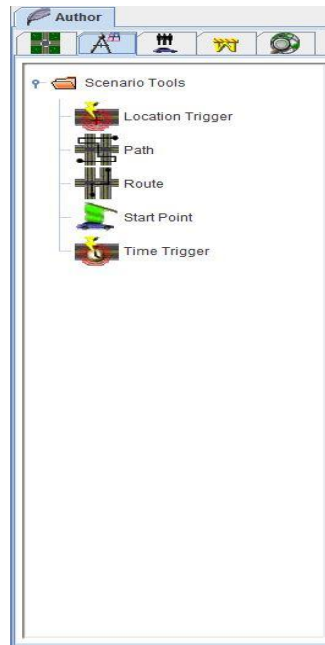 Author
Scenario Tools
Location Trigger
Path
Route
Start Point
Time Trigger